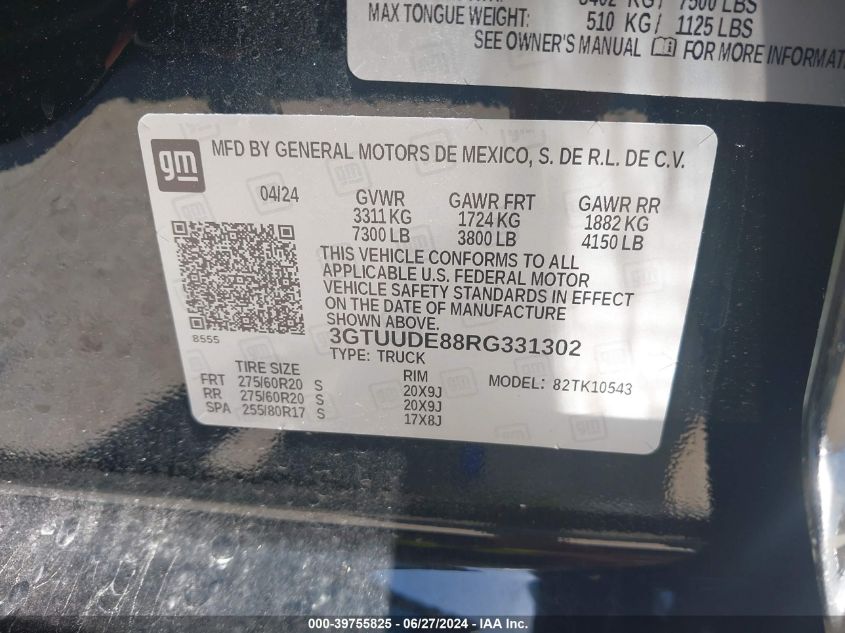 7500 LBS
MAX TONGUE WEIGHT: 510 KG/ 1125 LBS
SEE OWNER'S MANUAL FOR MORE INFORMAT
gm
MFD BY GENERAL MOTORS DE MEXICO, S. DE R.L. DE C.V.
04/24 GVWR GAWR FRT GAWR RR
3311 KG 1724 KG 1882 KG
7300 LB 3800 LB 4150 LB
THIS VEHICLE CONFORMS TO ALL
APPLICABLE U.S. FEDERAL MOTOR
VEHICLE SAFETY STANDARDS IN EFFECT
ON THE DATE OF MANUFACTURE
SHOWN ABOVE.
8555
3GTUUDE88RG331302
TYPE: TRUCK
TIRE SIZE RIM MODEL: 82TK10543
FRT 275/60R20 S 20X9J
RR 275/60R20 S 20X9J
SPA 255/80R17 S 17X8J
000-39755825 - 06/27/2024 - IAA Inc.